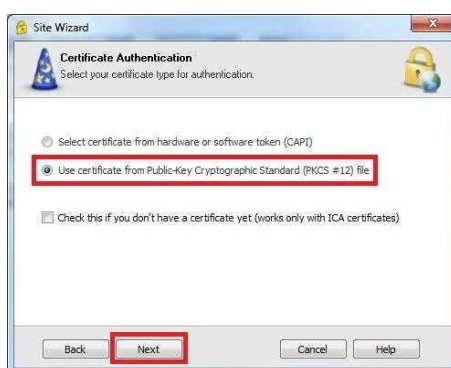 Site Wizard
Certificate Authentication
Select your certificate type for authentication.
Select certificate from hardware or software token (CAPI)
Use certificate from Public-Key Cryptographic Standard (PKCS #12) file
Check this if you don't have a certificate yet (works only with ICA certificates)
Back Next Cancel Help